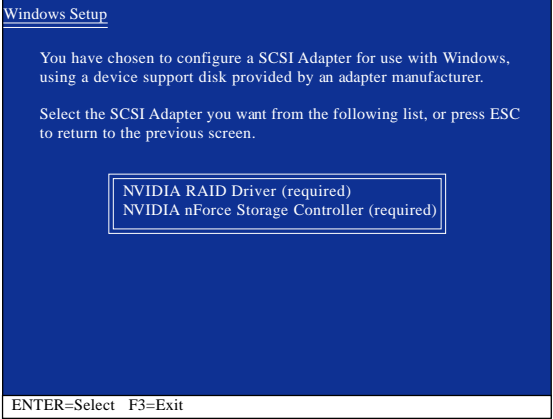 Windows Setup
You have chosen to configure a SCSI Adapter for use with Windows,
using a device support disk provided by an adapter manufacturer.
Select the SCSI Adapter you want from the following list, or press ESC
to return to the previous screen.
NVIDIA RAID Driver (required)
NVIDIA nForce Storage Controller (required)
ENTER=Select F3=Exit